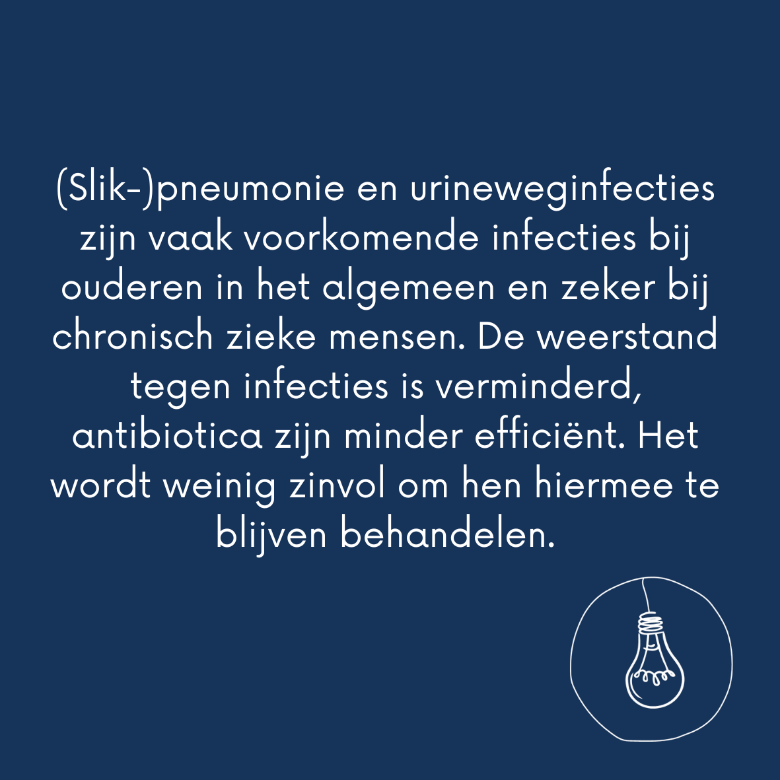 (Slik-)pneumonie en urineweginfecties
zijn vaak voorkomende infecties bij
ouderen in het algemeen en zeker bij
chronisch zieke mensen. De weerstand
tegen infecties is verminderd,
antibiotica zijn minder efficiënt. Het
wordt weinig zinvol om hen hiermee te
blijven behandelen.